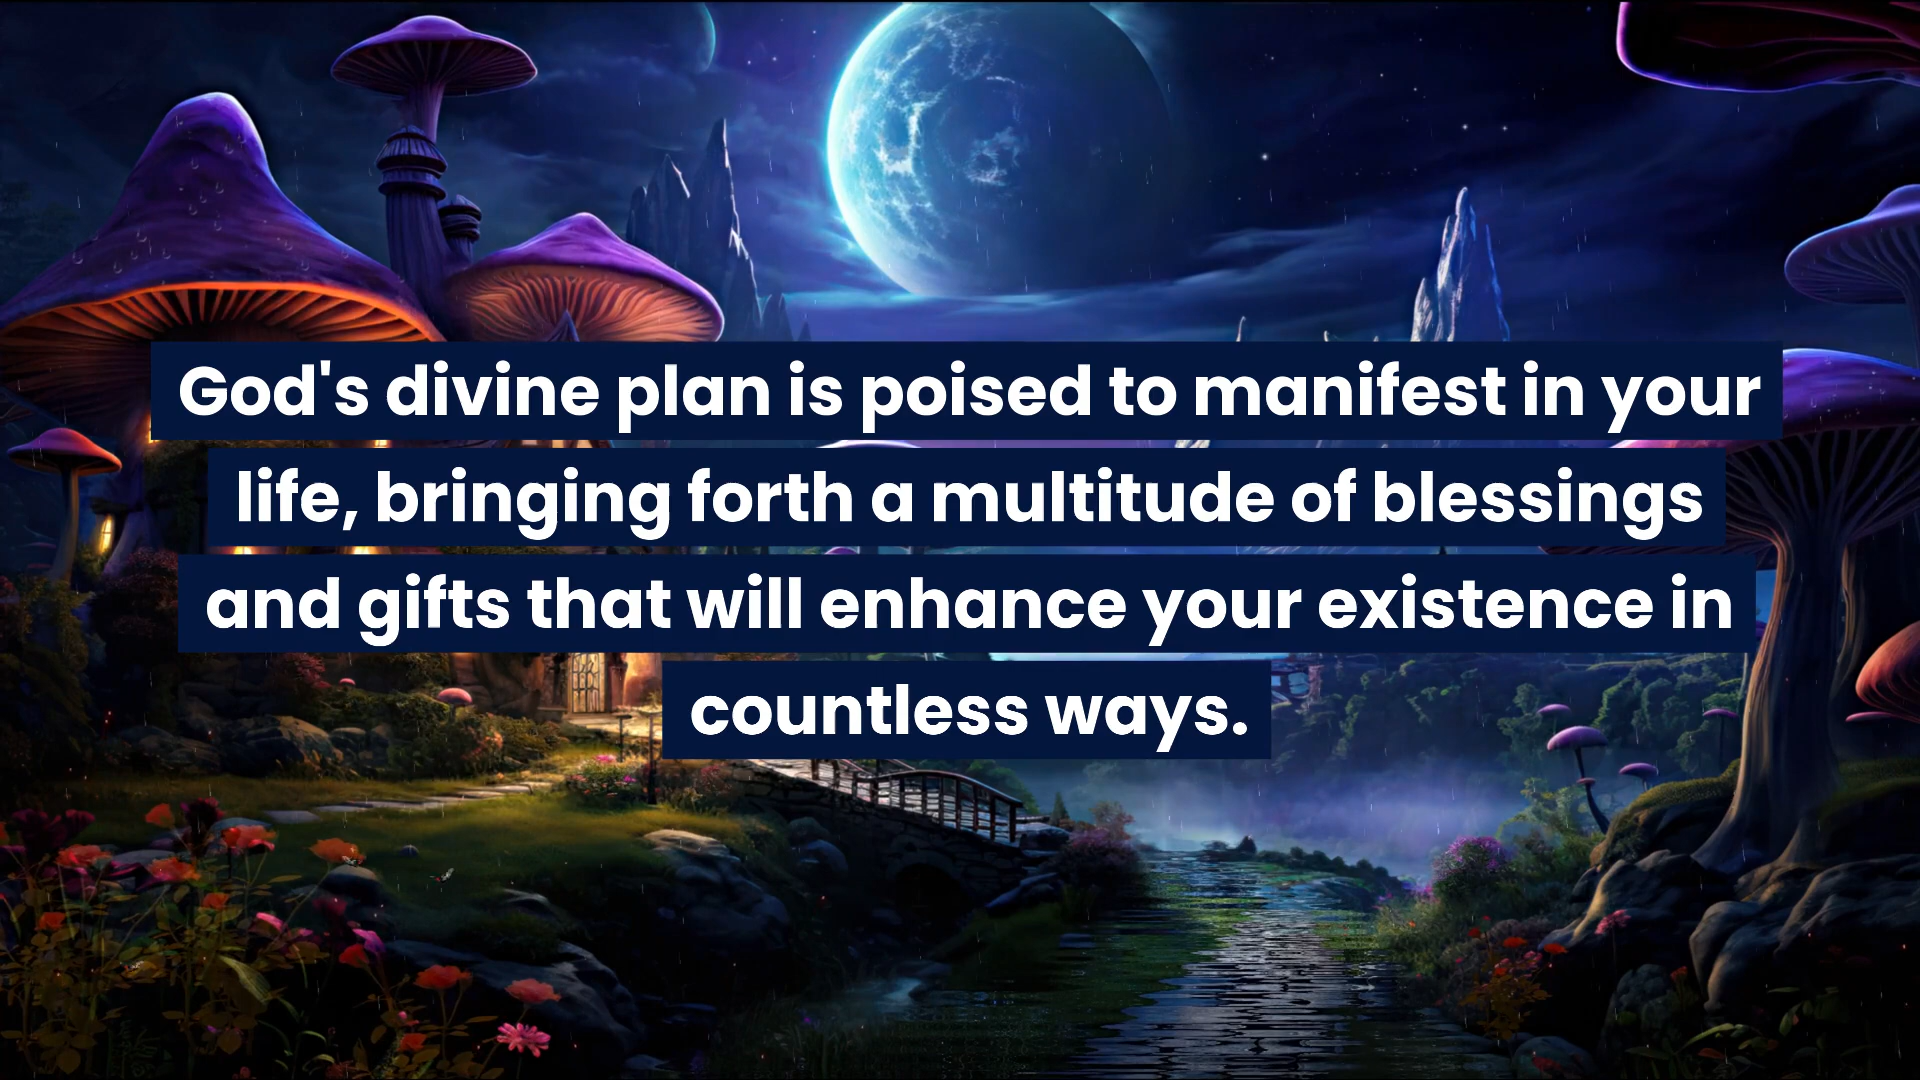 God's divine plan is poised to manifest in your
life, bringing forth a multitude of blessings
and gifts that will enhance your existence in
countless ways.